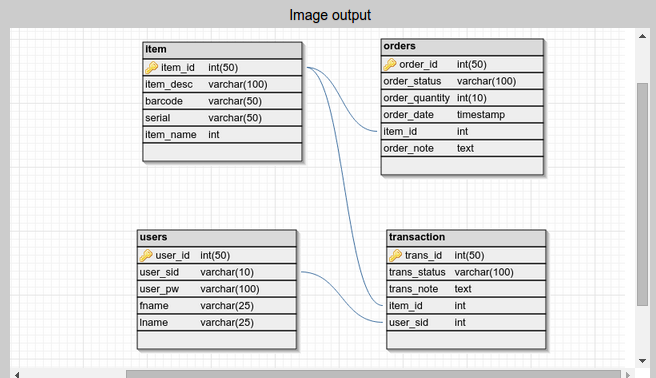 Image output
Item
item_id int(50)
item_desc varchar(100)
barcode varchar(50)
serial varchar(50)
item_name int
orders
order_id int(50)
order_status varchar(100)
order_quantity int(10)
order_date timestamp
item_id int
order_note text
users
user_id int(50)
user_sid varchar(10)
user_pw varchar(100)
fname varchar(25)
lname varchar(25)
transaction
trans_id int(50)
trans_status varchar(100)
trans_note text
item_id int
user_sid int